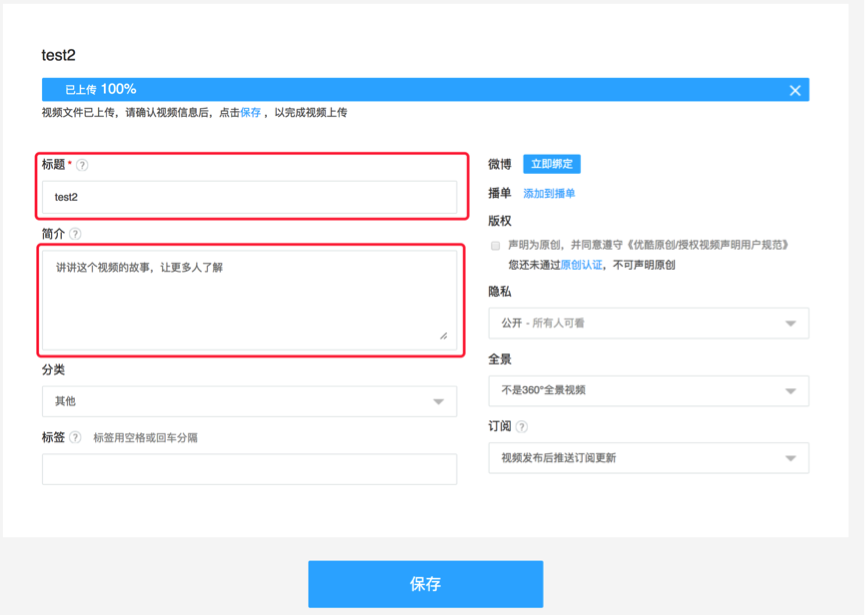 test2
已上传 100%
视频文件已上传，请确认视频信息后，点击保存 ，以完成视频上传
标题 * ?
test2
简介 ?
讲讲这个视频的故事，让更多人了解
分类
其他
标签 ? 标签用空格或回车分隔
微博 立即绑定
播单 添加到播单
版权
声明为原创，并同意遵守《优酷原创/授权视频声明用户规范》
您还未通过原创认证，不可声明原创
隐私
公开 - 所有人可看
全景
不是360°全景视频
订阅 ?
视频发布后推送订阅更新
保存